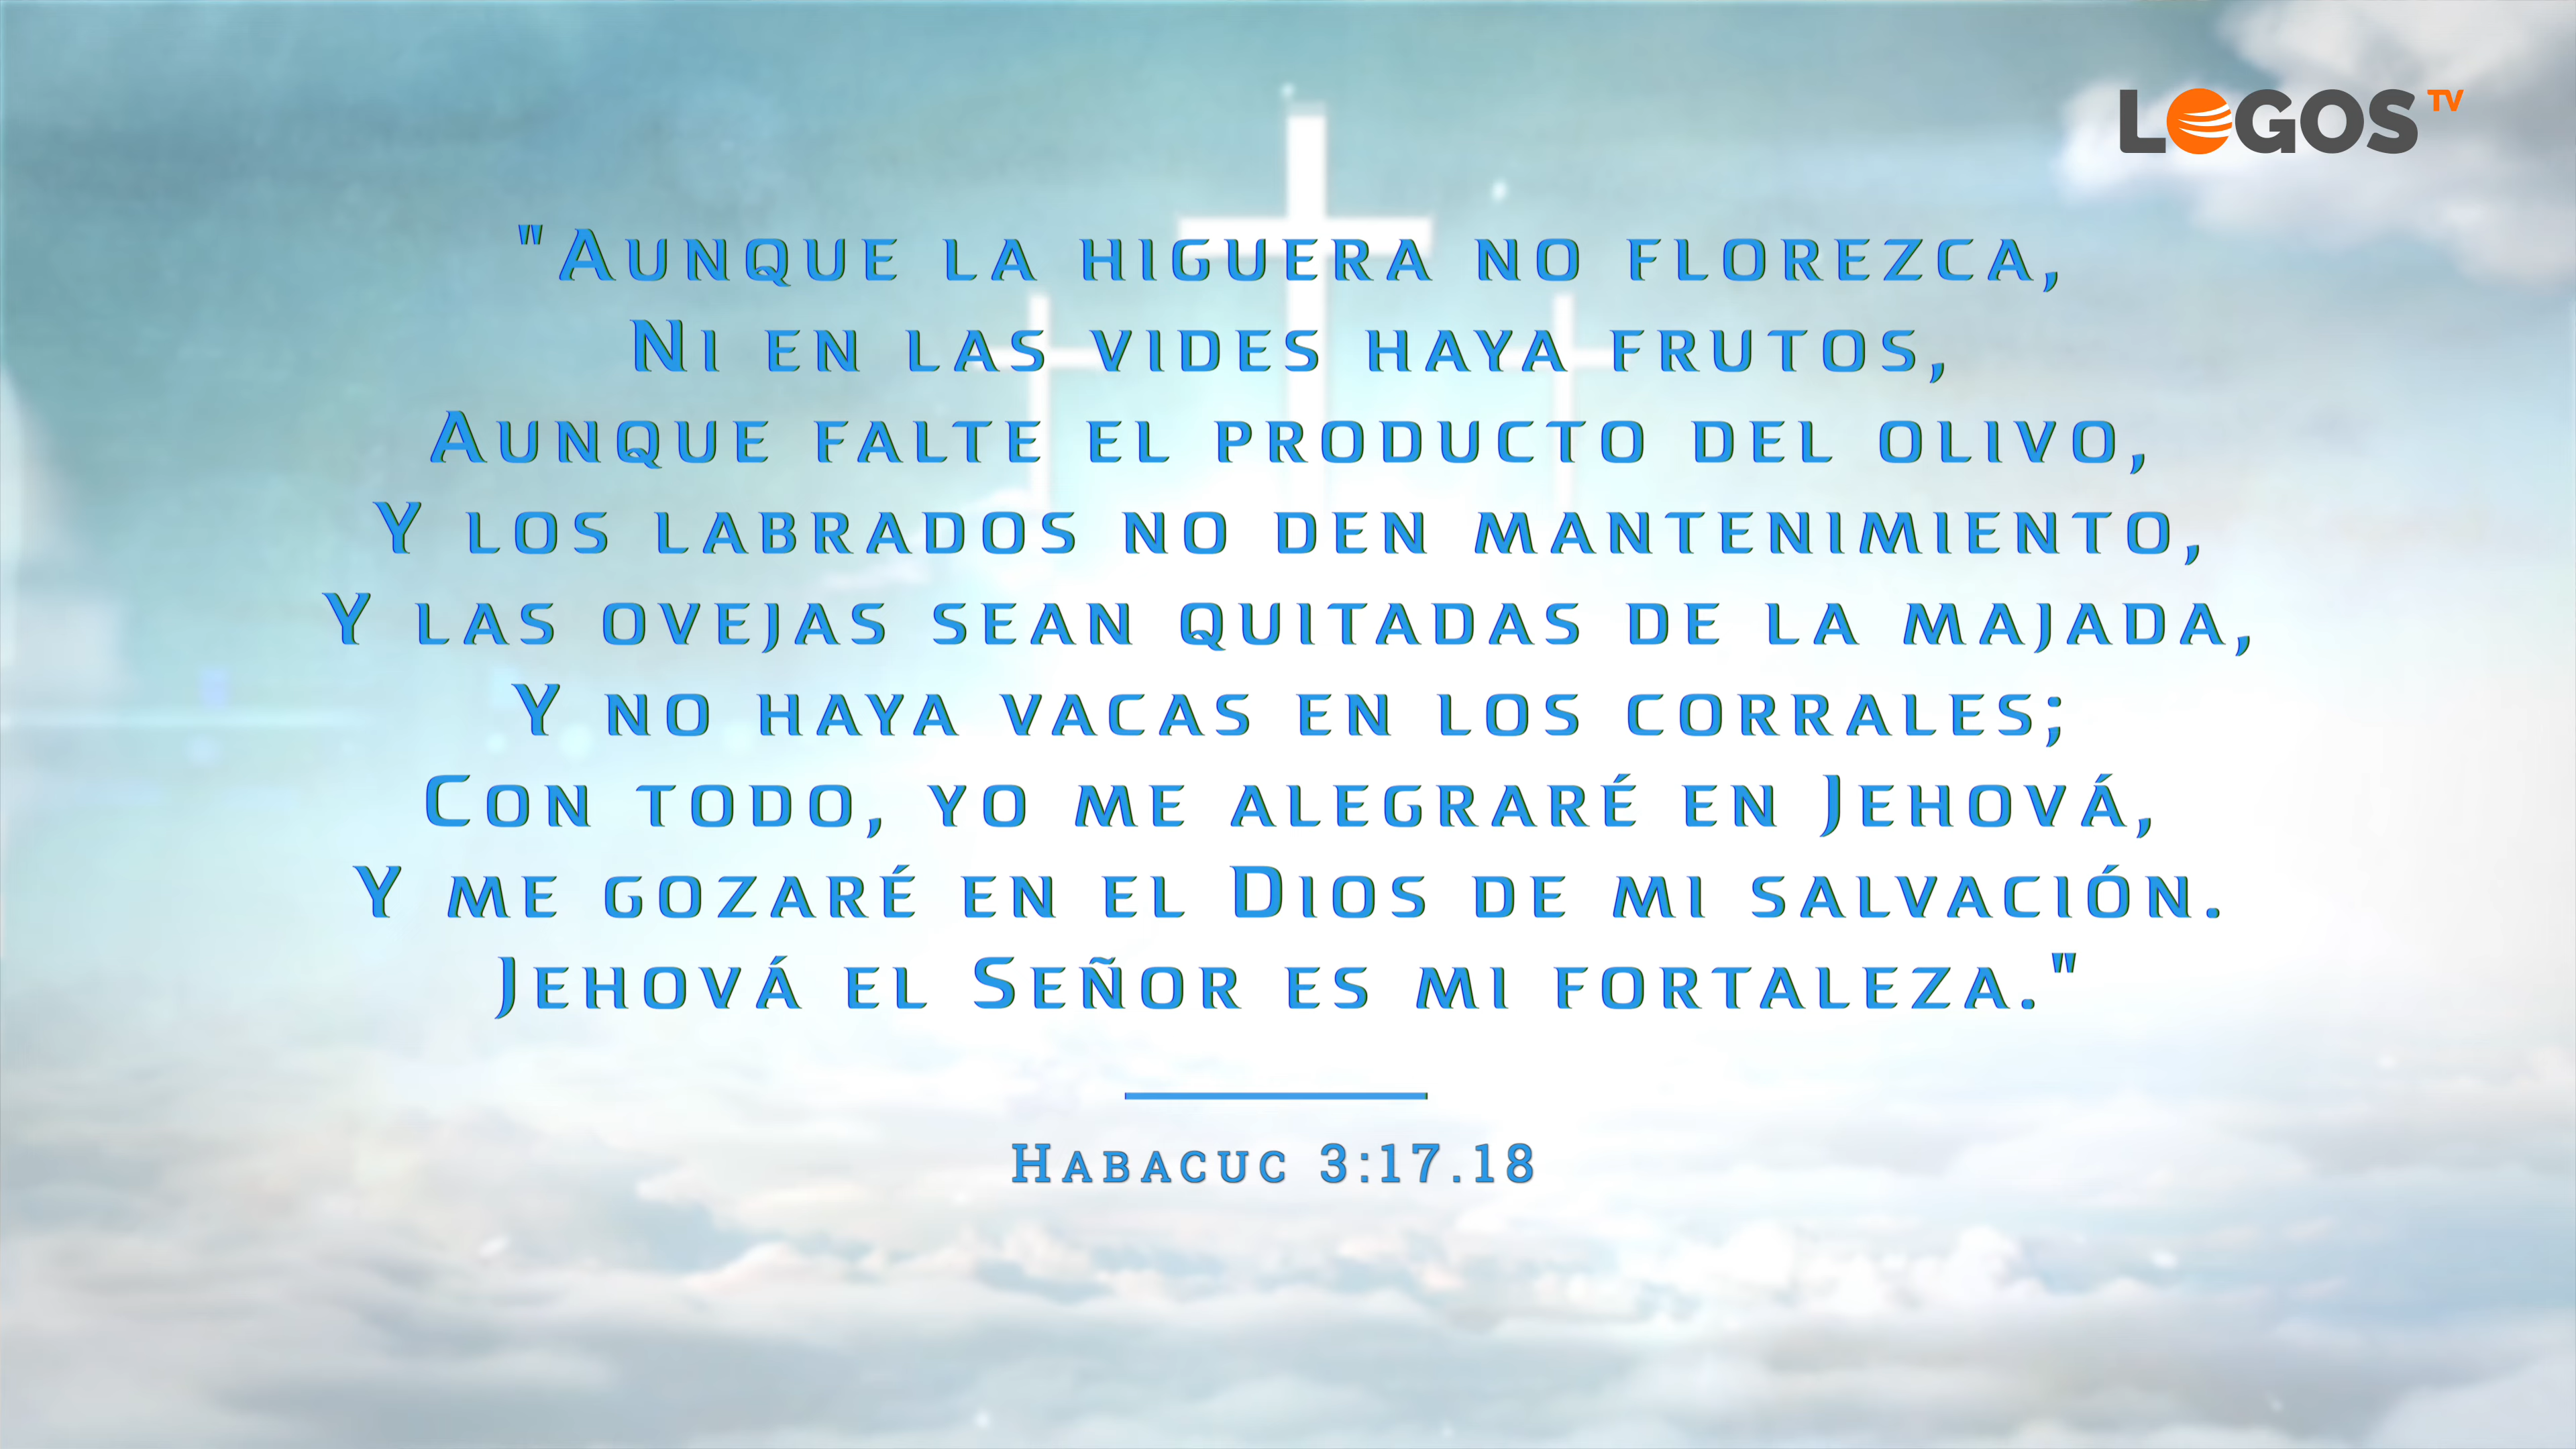 LOGOS TV
"Aunque la higuera no florezca,
Ni en las vides haya frutos,
Aunque falte el producto del olivo,
Y los labrados no den mantenimiento,
Y las ovejas sean quitadas de la majada,
Y no haya vacas en los corrales;
Con todo, yo me alegraré en Jehová,
Y me gozaré en el Dios de mi salvación.
Jehová el Señor es mi fortaleza."
Habacuc 3:17.18